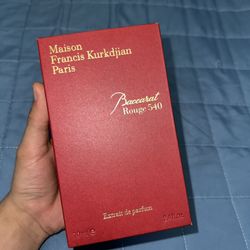 Maison
Francis Kurkdjian
Paris
Baccarat
Rouge 540
Extrait de parfum